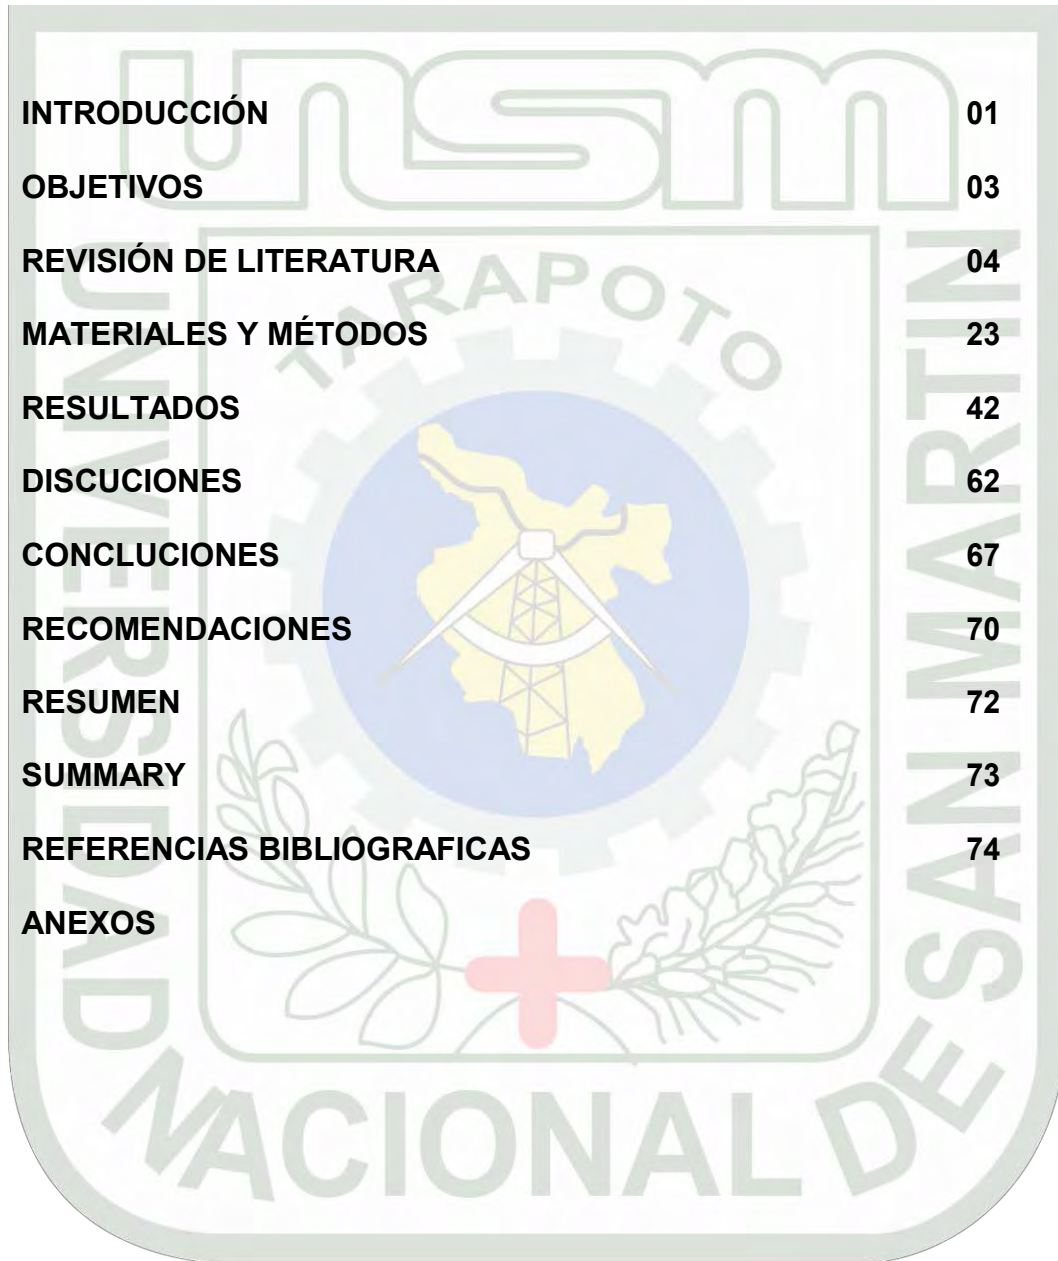 unsm
INTRODUCCIÓN 01
OBJETIVOS 03
REVISIÓN DE LITERATURA 04
MATERIALES Y MÉTODOS 23
RESULTADOS 42
DISCUCIONES 62
CONCLUCIONES 67
RECOMENDACIONES 70
RESUMEN 72
SUMMARY 73
REFERENCIAS BIBLIOGRAFICAS 74
ANEXOS
TARAPOTO
UNIVERSIDAD NACIONAL DE SAN MARTIN